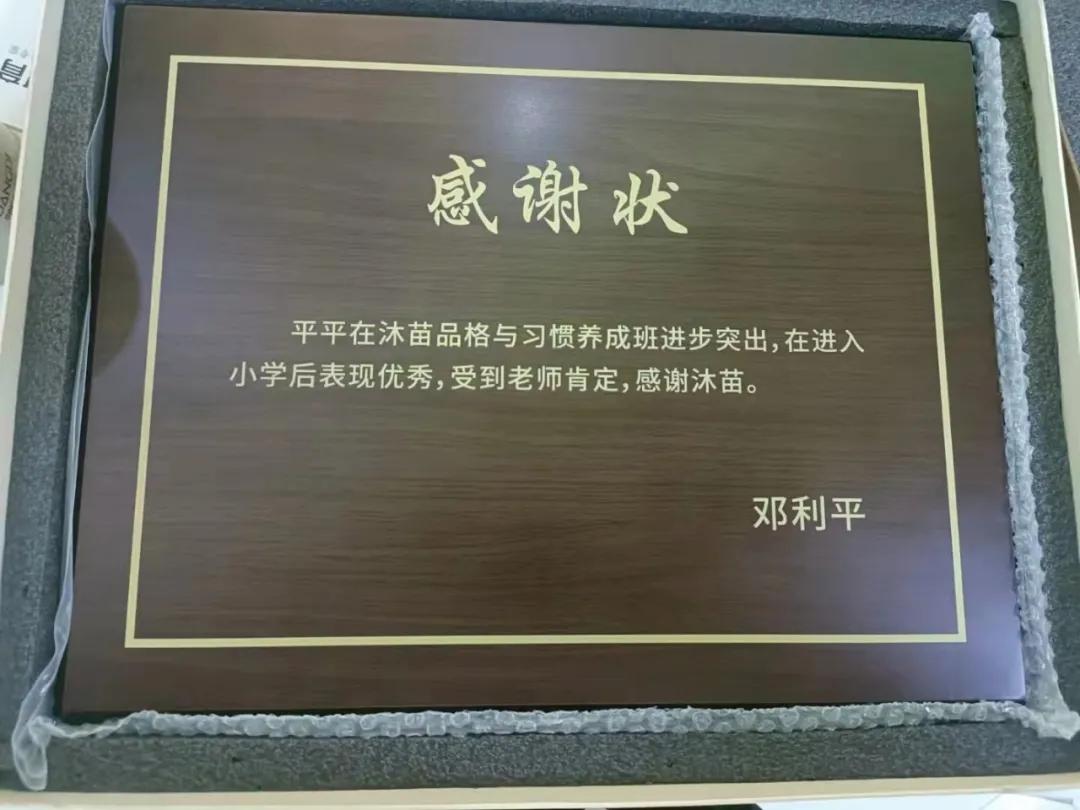 感谢状
平平在沐苗品格与习惯养成班进步突出,在进入
小学后表现优秀,受到老师肯定,感谢沐苗。
邓利平